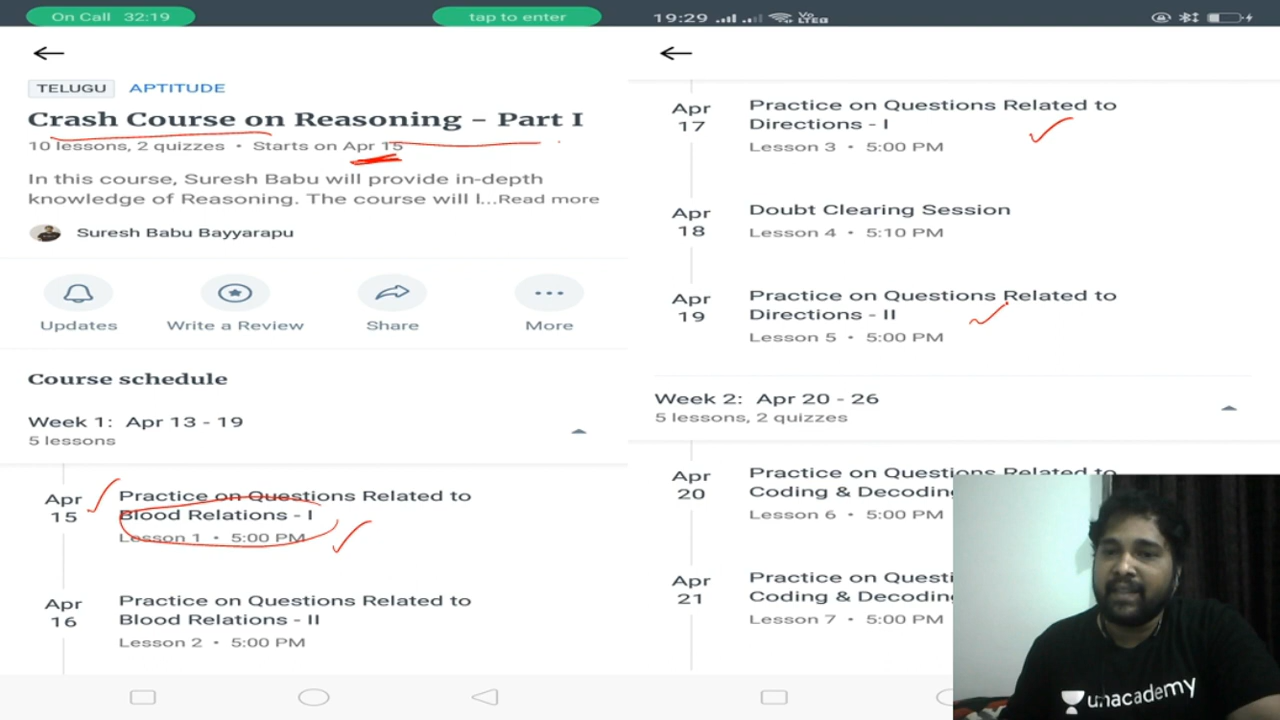 On Call 32:19
tap to enter
TELUGU APTITUDE
Crash Course on Reasoning – Part I
10 lessons, 2 quizzes • Starts on Apr 15
In this course, Suresh Babu will provide in-depth
knowledge of Reasoning. The course will l...Read more
Suresh Babu Bayyarapu
Updates
Write a Review
Share
More
Course schedule
Week 1: Apr 13 - 19
5 lessons
Apr
15
Practice on Questions Related to
Blood Relations - I
Lesson 1 • 5:00 PM
Apr
16
Practice on Questions Related to
Blood Relations - II
Lesson 2 • 5:00 PM
19:29
Vo
LTE
Apr
17
Practice on Questions Related to
Directions - I
Lesson 3 • 5:00 PM
Apr
18
Doubt Clearing Session
Lesson 4 • 5:10 PM
Apr
19
Practice on Questions Related to
Directions - II
Lesson 5 • 5:00 PM
Week 2: Apr 20 - 26
5 lessons, 2 quizzes
Apr
20
Practice on Questions Related to
Coding & Decoding
Lesson 6 • 5:00 PM
Apr
21
Practice on Questi
Coding & Decoding
Lesson 7 • 5:00 PM
unacademy